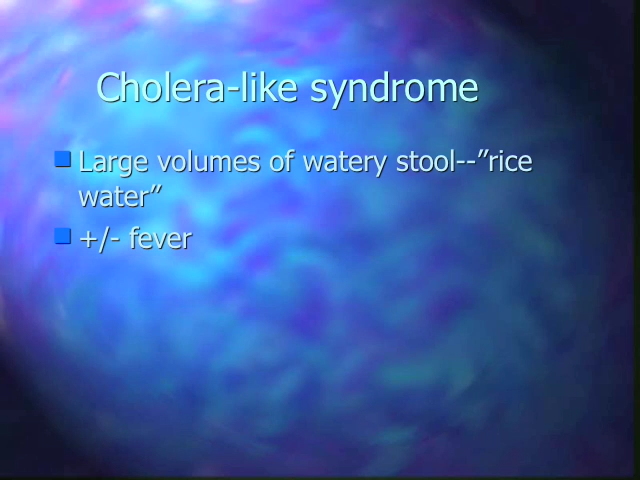 Cholera-like syndrome
Large volumes of watery stool--”rice
water”
+/- fever